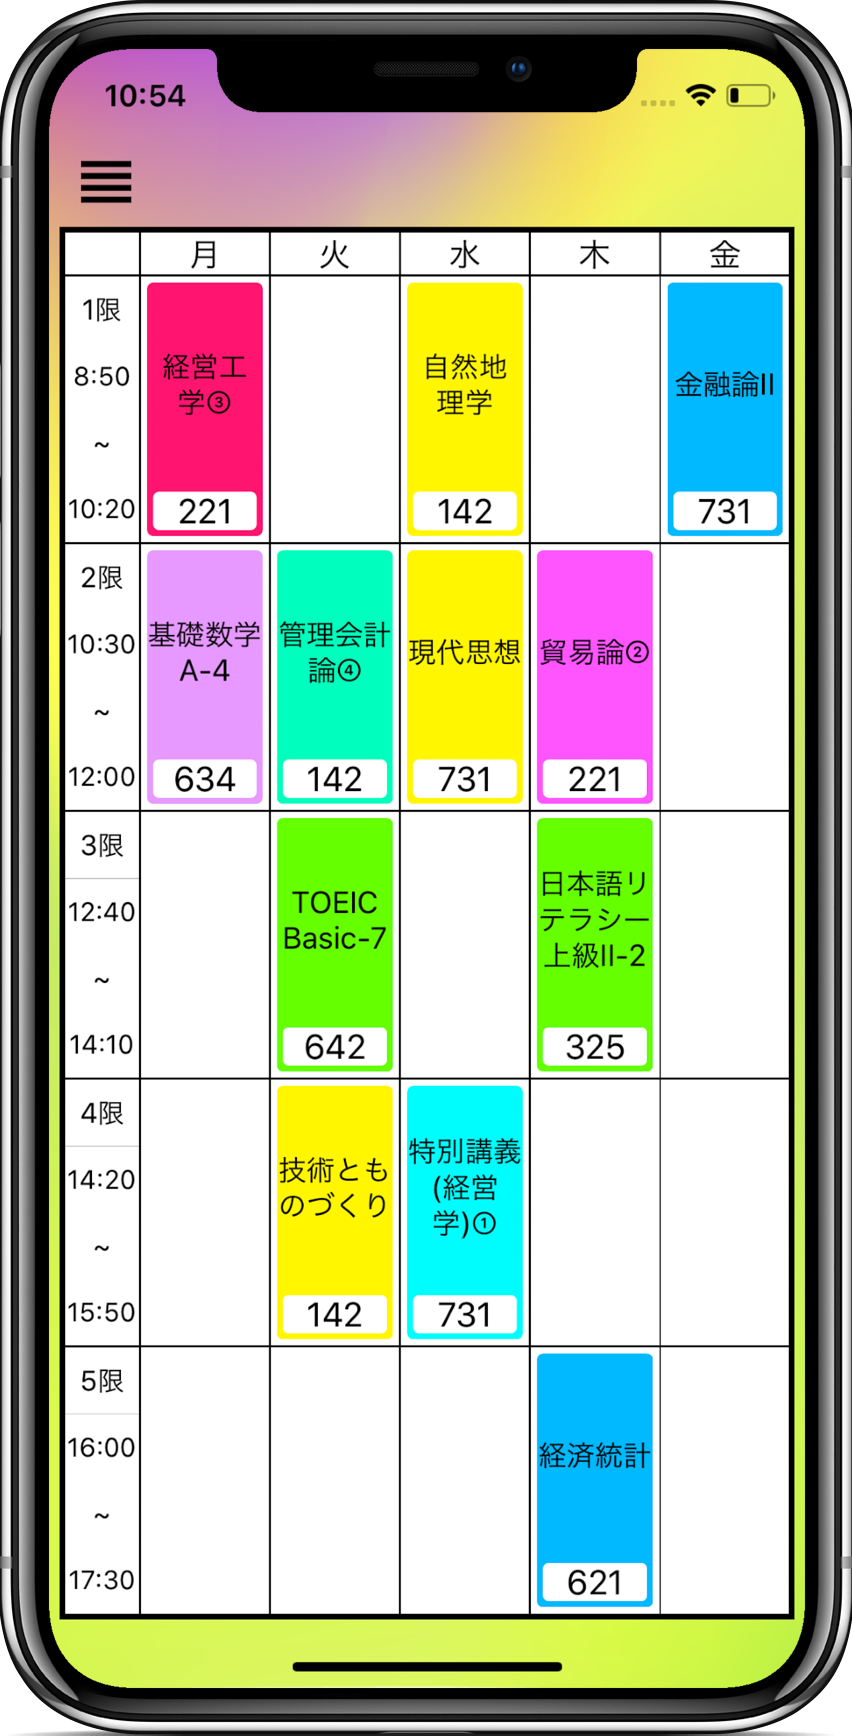 10:54
月 火 水 木 金
1限
8:50
~
10:20
経営工
学③
221
自然地
理学
142
金融論II
731
2限
10:30
~
12:00
基礎数学
A-4
634
管理会計
論④
142
現代思想
731
貿易論②
221
3限
12:40
~
14:10
TOEIC
Basic-7
642
日本語リ
テラシー
上級II-2
325
4限
14:20
~
15:50
技術とも
のづくり
142
特別講義
(経営
学)①
731
5限
16:00
~
17:30
経済統計
621